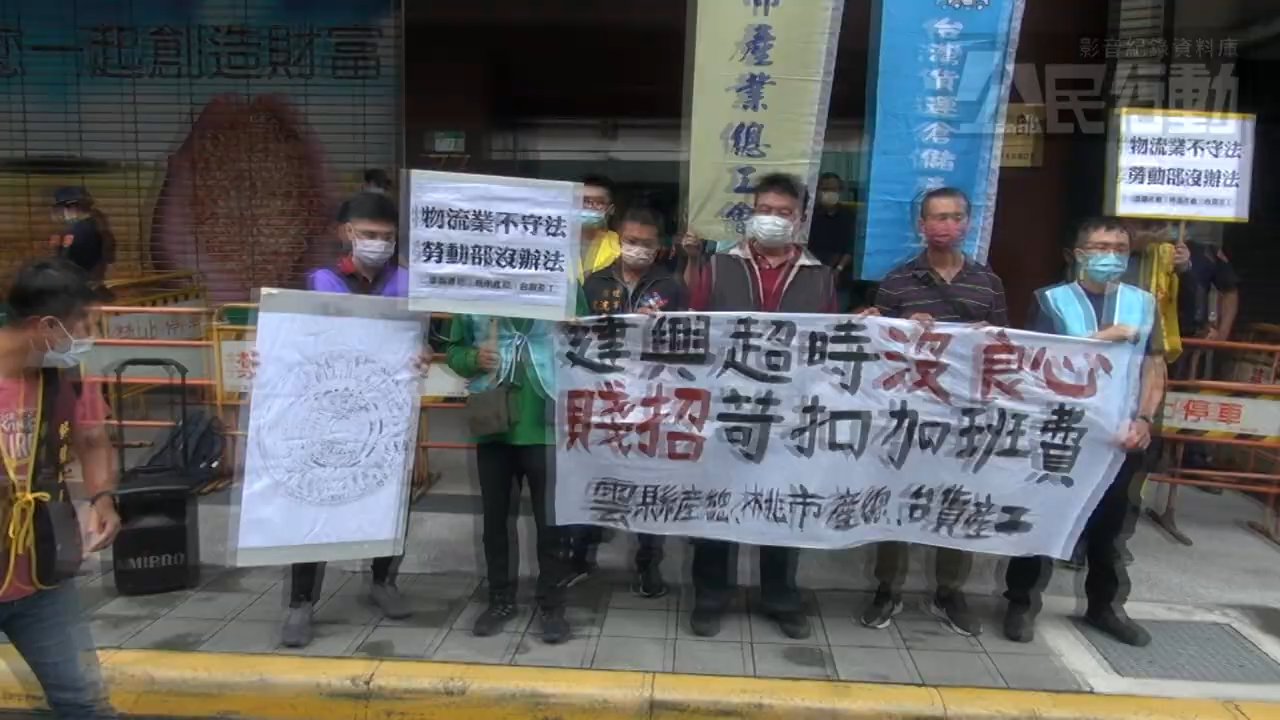 一起創造財富
市產業總工會
台灣貨運倉儲
影音紀錄資料庫
公民行動
物流業不守法
勞動部沒辦法
物流業不守法
勞動部沒辦法
建興超時沒良心
賤招苛扣加班費
雲縣產總、桃北市產總、台貨產工
停車
MIPRO